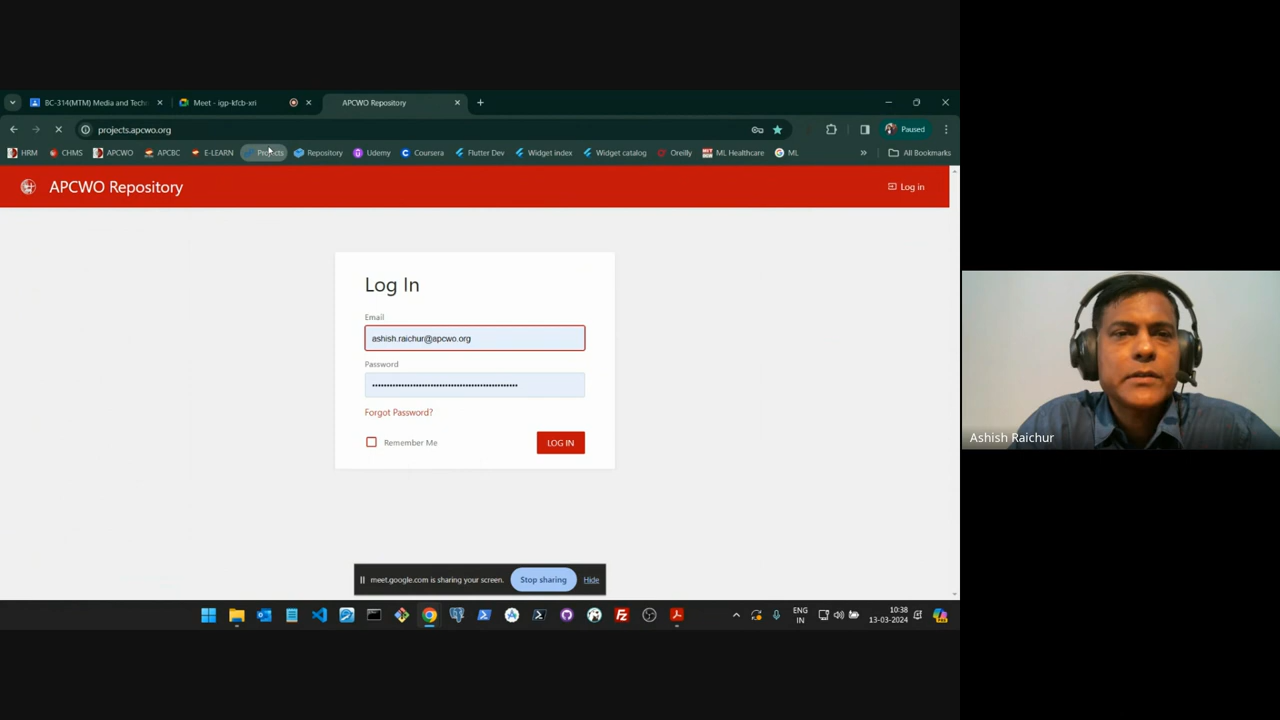 BC-314(MTM) Media and Techn
Meet - igp-kfcb-xri
APCWO Repository
projects.apcwo.org
Paused
HRM
CHMS
APCWO
APCBC
E-LEARN
Projects
Repository
Udemy
Coursera
Flutter Dev
Widget index
Widget catalog
Oreilly
ML Healthcare
ML
»
All Bookmarks
APCWO Repository
Log in
Log In
Email
ashish.raichur@apcwo.org
Password
Forgot Password?
Remember Me
LOG IN
Ashish Raichur
meet.google.com is sharing your screen.
Stop sharing
Hide
ENG
IN
10:38
13-03-2024